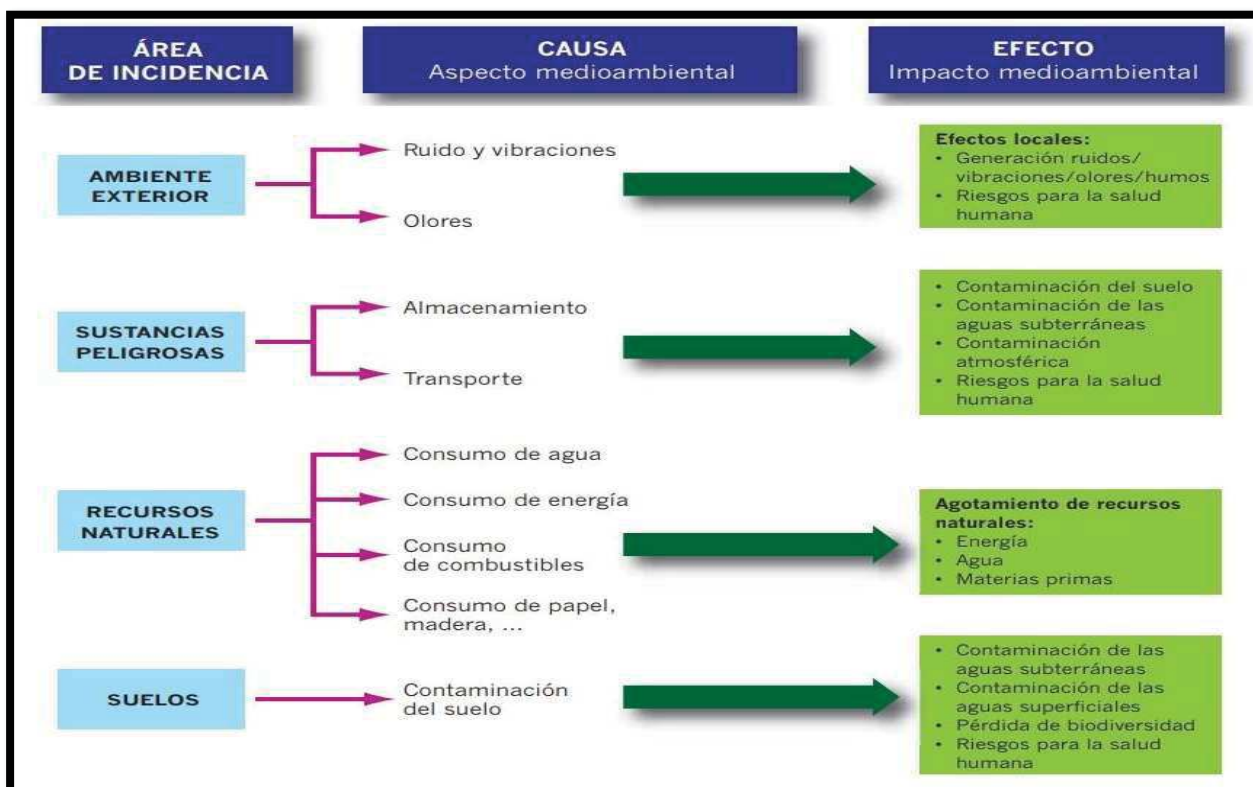 ÁREA
DE INCIDENCIA
CAUSA
Aspecto medioambiental
EFECTO
Impacto medioambiental
AMBIENTE
EXTERIOR
Ruido y vibraciones
Olores
Efectos locales:
• Generación ruidos/
vibraciones/olores/humos
• Riesgos para la salud
humana
SUSTANCIAS
PELIGROSAS
Almacenamiento
Transporte
• Contaminación del suelo
• Contaminación de las
aguas subterráneas
• Contaminación
atmosférica
• Riesgos para la salud
humana
RECURSOS
NATURALES
Consumo de agua
Consumo de energía
Consumo
de combustibles
Consumo de papel,
madera, ...
Agotamiento de recursos
naturales:
• Energía
• Agua
• Materias primas
SUELOS
Contaminación
del suelo
• Contaminación de las
aguas subterráneas
• Contaminación de las
aguas superficiales
• Pérdida de biodiversidad
• Riesgos para la salud
humana